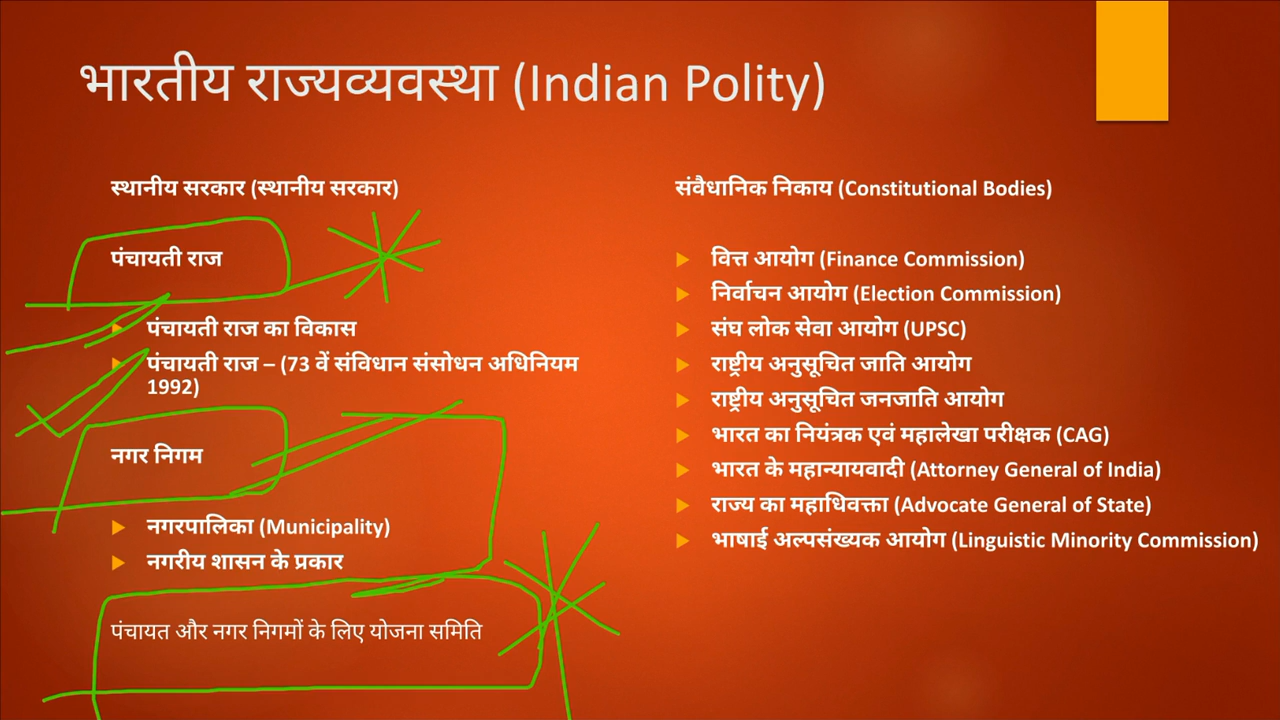 भारतीय राज्यव्यवस्था (Indian Polity)
स्थानीय सरकार (स्थानीय सरकार)
पंचायती राज
पंचायती राज का विकास
पंचायती राज – (73 वें संविधान संसोधन अधिनियम
1992)
नगर निगम
नगरपालिका (Municipality)
नगरीय शासन के प्रकार
पंचायत और नगर निगमों के लिए योजना समिति
संवैधानिक निकाय (Constitutional Bodies)
वित्त आयोग (Finance Commission)
निर्वाचन आयोग (Election Commission)
संघ लोक सेवा आयोग (UPSC)
राष्ट्रीय अनुसूचित जाति आयोग
राष्ट्रीय अनुसूचित जनजाति आयोग
भारत का नियंत्रक एवं महालेखा परीक्षक (CAG)
भारत के महान्यायवादी (Attorney General of India)
राज्य का महाधिवक्ता (Advocate General of State)
भाषाई अल्पसंख्यक आयोग (Linguistic Minority Commission)